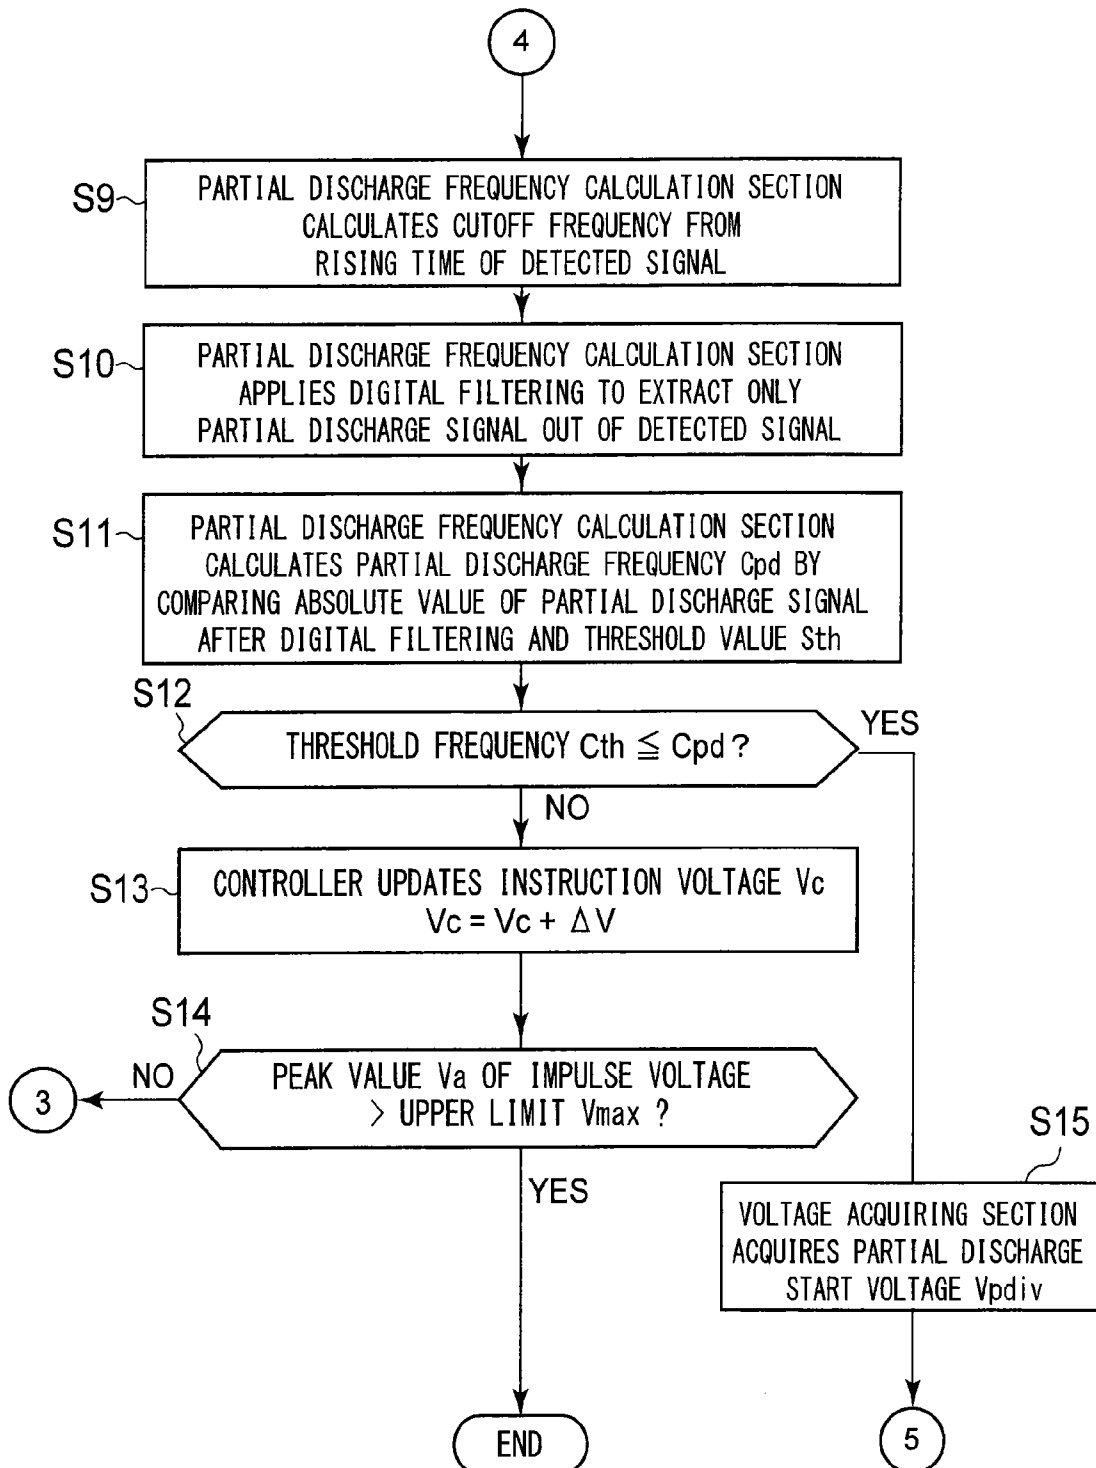 4
S9
PARTIAL DISCHARGE FREQUENCY CALCULATION SECTION
CALCULATES CUTOFF FREQUENCY FROM
RISING TIME OF DETECTED SIGNAL
S10
PARTIAL DISCHARGE FREQUENCY CALCULATION SECTION
APPLIES DIGITAL FILTERING TO EXTRACT ONLY
PARTIAL DISCHARGE SIGNAL OUT OF DETECTED SIGNAL
S11
PARTIAL DISCHARGE FREQUENCY CALCULATION SECTION
CALCULATES PARTIAL DISCHARGE FREQUENCY Cpd BY
COMPARING ABSOLUTE VALUE OF PARTIAL DISCHARGE SIGNAL
AFTER DIGITAL FILTERING AND THRESHOLD VALUE Sth
S12
THRESHOLD FREQUENCY Cth ≦ Cpd ?
YES
NO
S13
CONTROLLER UPDATES INSTRUCTION VOLTAGE Vc
Vc = Vc + ΔV
S14
PEAK VALUE Va OF IMPULSE VOLTAGE
> UPPER LIMIT Vmax ?
NO
3
YES
S15
VOLTAGE ACQUIRING SECTION
ACQUIRES PARTIAL DISCHARGE
START VOLTAGE Vpdiv
END
5